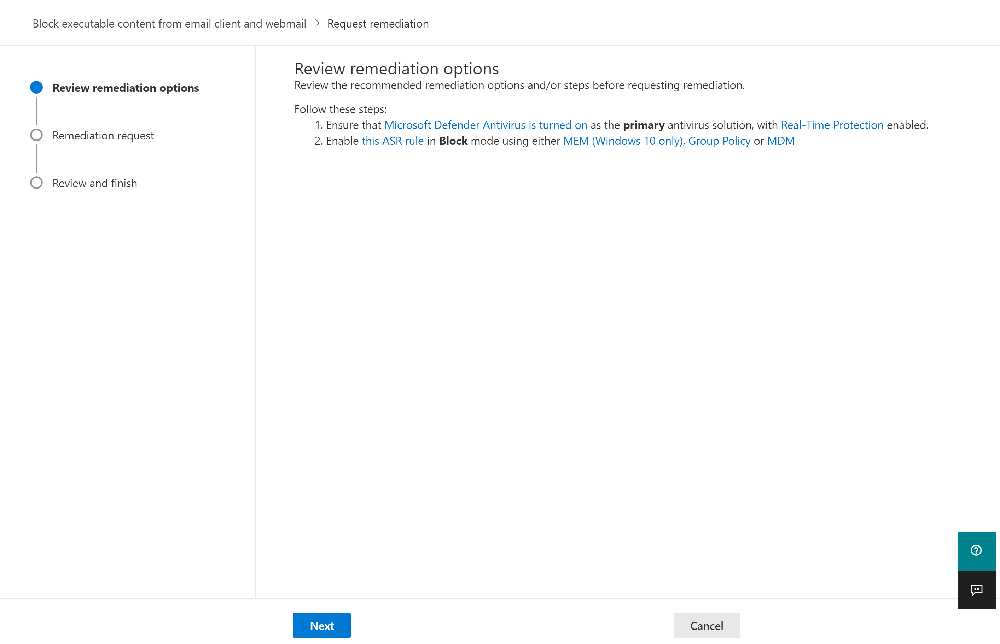 Block executable content from email client and webmail > Request remediation
Review remediation options
Remediation request
Review and finish
Review remediation options
Review the recommended remediation options and/or steps before requesting remediation.
Follow these steps:
1. Ensure that Microsoft Defender Antivirus is turned on as the primary antivirus solution, with Real-Time Protection enabled.
2. Enable this ASR rule in Block mode using either MEM (Windows 10 only), Group Policy or MDM
Next
Cancel